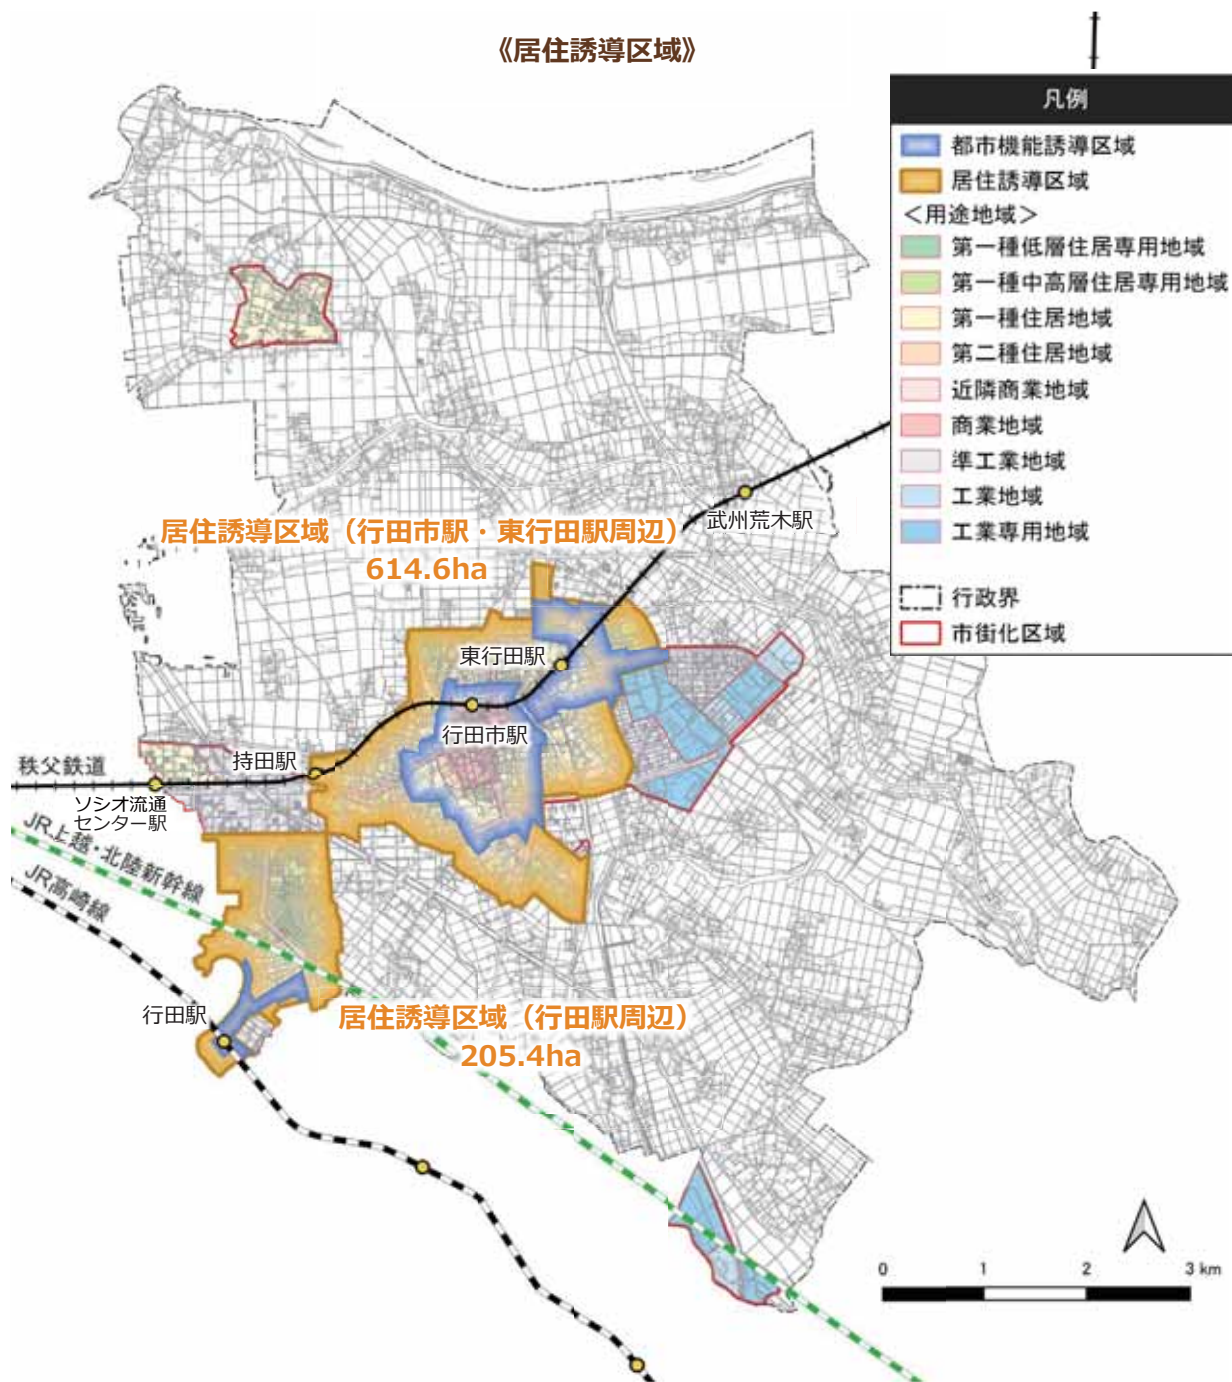 《居住誘導区域》
凡例
都市機能誘導区域
居住誘導区域
＜用途地域＞
第一種低層住居専用地域
第一種中高層住居専用地域
第一種住居地域
第二種住居地域
近隣商業地域
商業地域
準工業地域
工業地域
工業専用地域
行政界
市街化区域
武州荒木駅
居住誘導区域（行田市駅・東行田駅周辺）
614.6ha
東行田駅
行田市駅
持田駅
秩父鉄道
ソシオ流通
センター駅
JR上越・北陸新幹線
JR高崎線
行田駅
居住誘導区域（行田駅周辺）
205.4ha
0 1 2 3 km